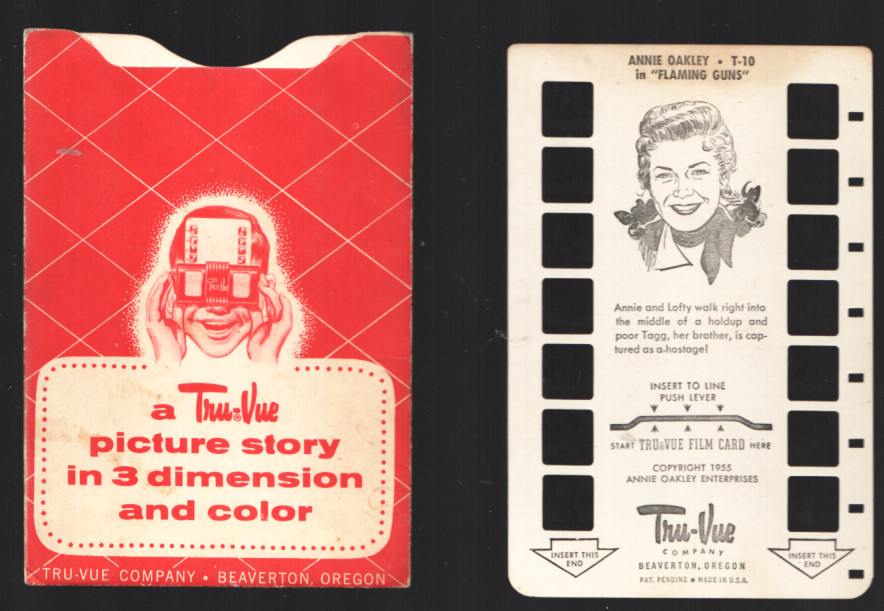 a Tru-Vue
picture story
in 3 dimension
and color
TRU-VUE COMPANY • BEAVERTON, OREGON
ANNIE OAKLEY • T-10
in "FLAMING GUNS"
Annie and Lofty walk right into
the middle of a holdup and
poor Tagg, her brother, is cap-
tured as a hostage!
INSERT TO LINE
PUSH LEVER
START TRU-VUE FILM CARD HERE
COPYRIGHT 1955
ANNIE OAKLEY ENTERPRISES
Tru-Vue
COMPANY
BEAVERTON, OREGON
PAT. PENDING • MADE IN U.S.A.
INSERT THIS
END
INSERT THIS
END